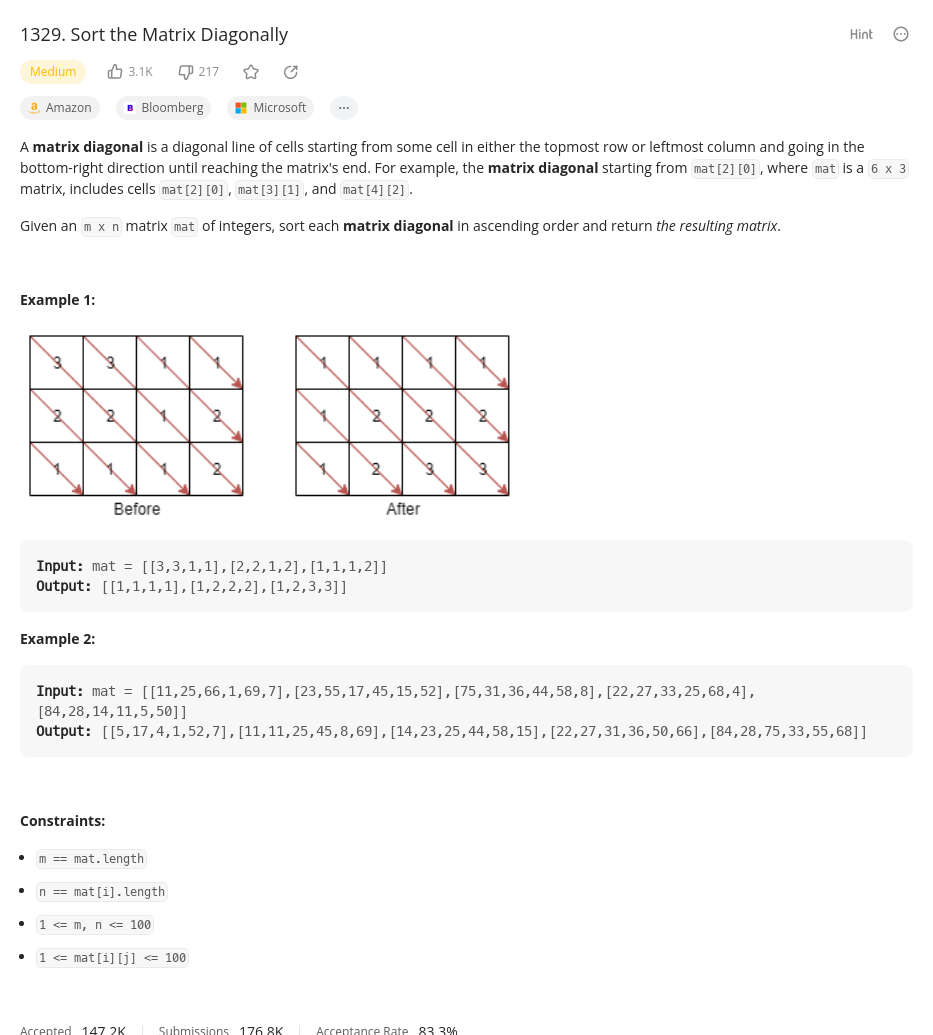 1329. Sort the Matrix Diagonally
Hint
Medium 3.1K 217
Amazon Bloomberg Microsoft ...
A matrix diagonal is a diagonal line of cells starting from some cell in either the topmost row or leftmost column and going in the
bottom-right direction until reaching the matrix's end. For example, the matrix diagonal starting from mat[2][0], where mat is a 6 x 3
matrix, includes cells mat[2][0], mat[3][1], and mat[4][2].
Given an m x n matrix mat of integers, sort each matrix diagonal in ascending order and return the resulting matrix.
Example 1:
3 3 1 1
2 2 1 2
1 1 1 2
Before
1 1 1 1
1 2 2 2
1 2 3 3
After
Input: mat = [[3,3,1,1],[2,2,1,2],[1,1,1,2]]
Output: [[1,1,1,1],[1,2,2,2],[1,2,3,3]]
Example 2:
Input: mat = [[11,25,66,1,69,7],[23,55,17,45,15,52],[75,31,36,44,58,8],[22,27,33,25,68,4],
[84,28,14,11,5,50]]
Output: [[5,17,4,1,52,7],[11,11,25,45,8,69],[14,23,25,44,58,15],[22,27,31,36,50,66],[84,28,75,33,55,68]]
Constraints:
m == mat.length
n == mat[i].length
1 <= m, n <= 100
1 <= mat[i][j] <= 100
Accepted 147.2K Submissions 176.8K Acceptance Rate 83.3%